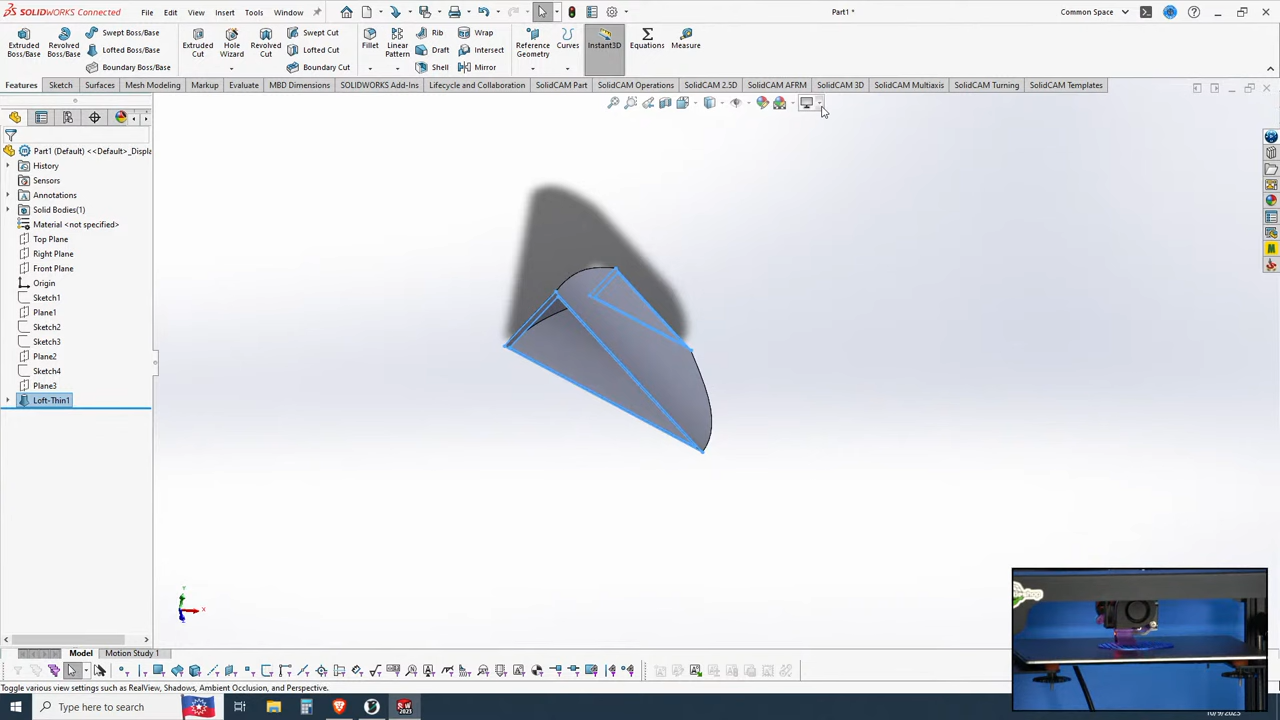 SOLIDWORKS Connected File Edit View Insert Tools Window Part1 * Common Space
Extruded Boss/Base Revolved Boss/Base Swept Boss/Base Lofted Boss/Base Boundary Boss/Base Extruded Cut Hole Wizard Revolved Cut Swept Cut Lofted Cut Boundary Cut Fillet Linear Pattern Rib Draft Shell Wrap Intersect Mirror Reference Geometry Curves Instant3D Equations Measure
Features Sketch Surfaces Mesh Modeling Markup Evaluate MBD Dimensions SOLIDWORKS Add-Ins Lifecycle and Collaboration SolidCAM Part SolidCAM Operations SolidCAM 2.5D SolidCAM AFRM SolidCAM 3D SolidCAM Multiaxis SolidCAM Turning SolidCAM Templates
Part1 (Default) <<Default>_Displa
History
Sensors
Annotations
Solid Bodies(1)
Material <not specified>
Top Plane
Right Plane
Front Plane
Origin
Sketch1
Plane1
Sketch2
Sketch3
Plane2
Sketch4
Plane3
Loft-Thin1
X
Model Motion Study 1
Toggle various view settings such as RealView, Shadows, Ambient Occlusion, and Perspective.
Type here to search